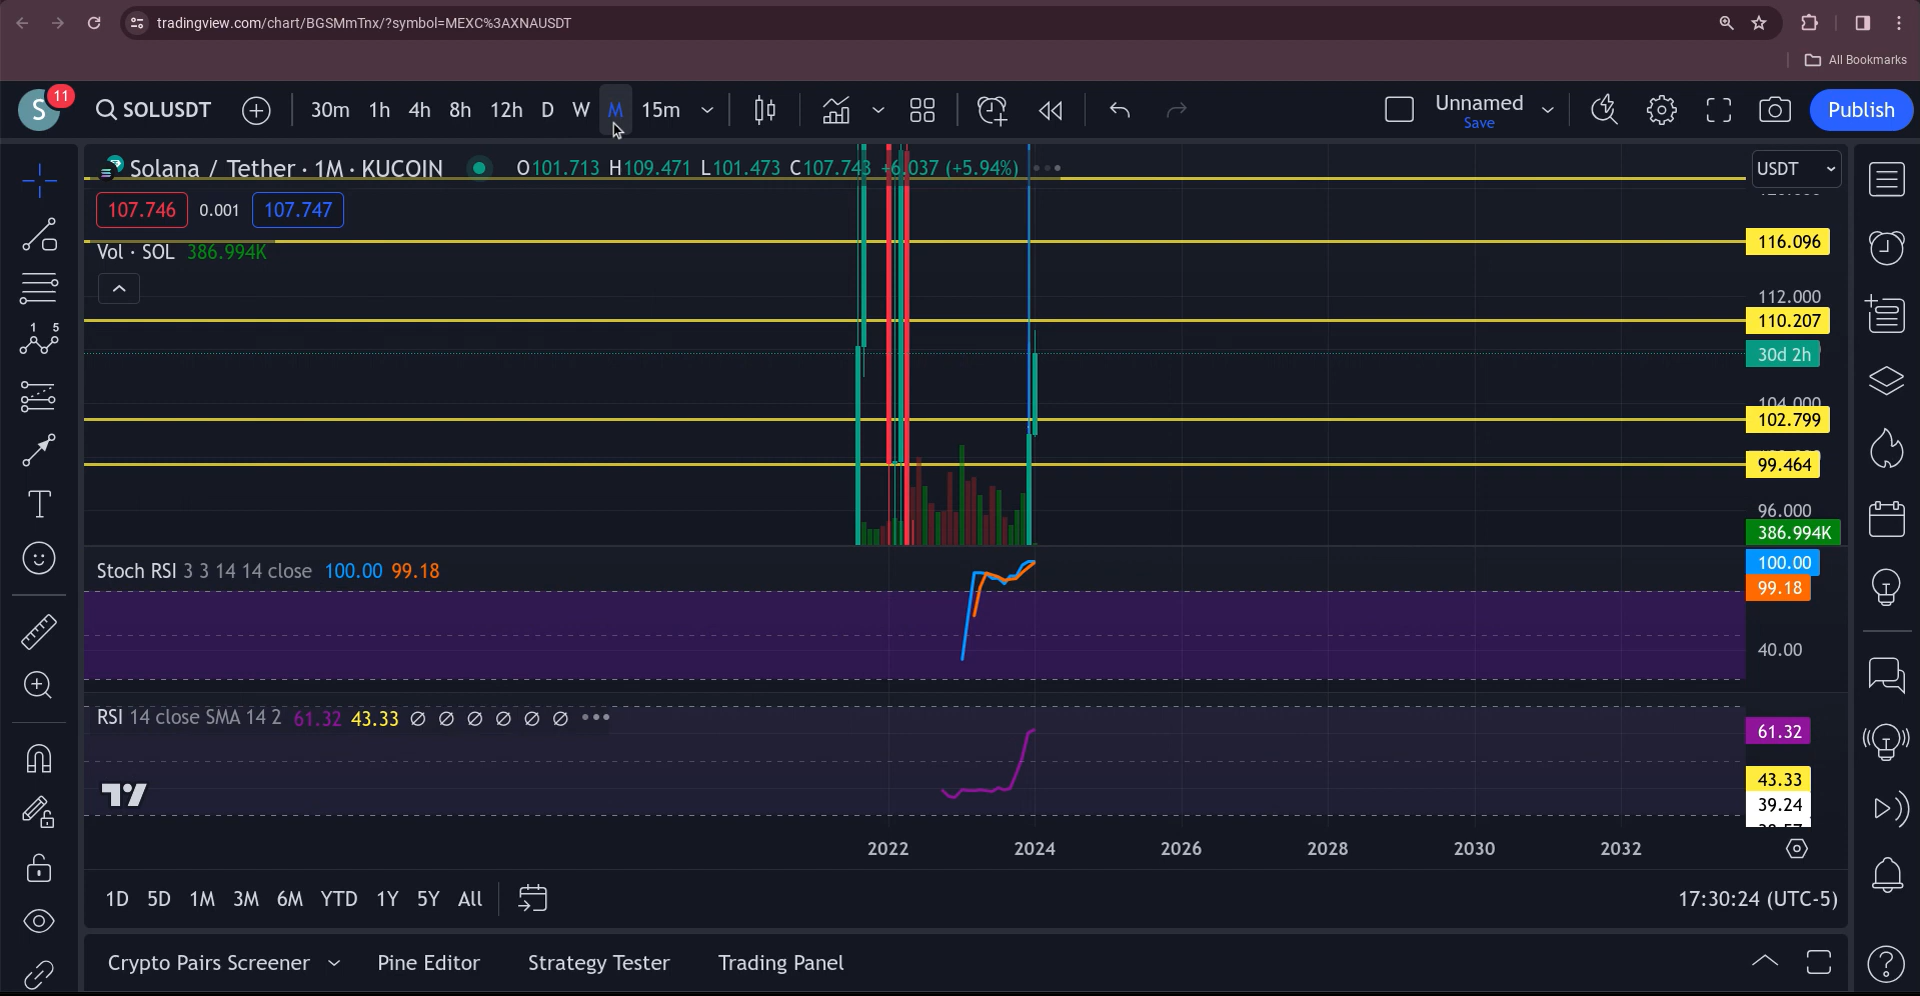 tradingview.com/chart/BGSMmTnx/?symbol=MEXC%3AXNAUSDT
All Bookmarks
S 11 SOLUSDT 30m 1h 4h 8h 12h D W M 15m Unnamed Save Publish
Solana / Tether · 1M · KUCOIN O101.713 H109.471 L101.473 C107.743 +6.037 (+5.94%) USDT
107.746 0.001 107.747
Vol · SOL 386.994K
116.096
112.000
110.207
30d 2h
104.000
102.799
99.464
96.000
386.994K
Stoch RSI 3 3 14 14 close 100.00 99.18
100.00
99.18
40.00
RSI 14 close SMA 14 2 61.32 43.33 ∅ ∅ ∅ ∅ ∅ ∅
61.32
43.33
39.24
2022 2024 2026 2028 2030 2032
1D 5D 1M 3M 6M YTD 1Y 5Y All 17:30:24 (UTC-5)
Crypto Pairs Screener Pine Editor Strategy Tester Trading Panel